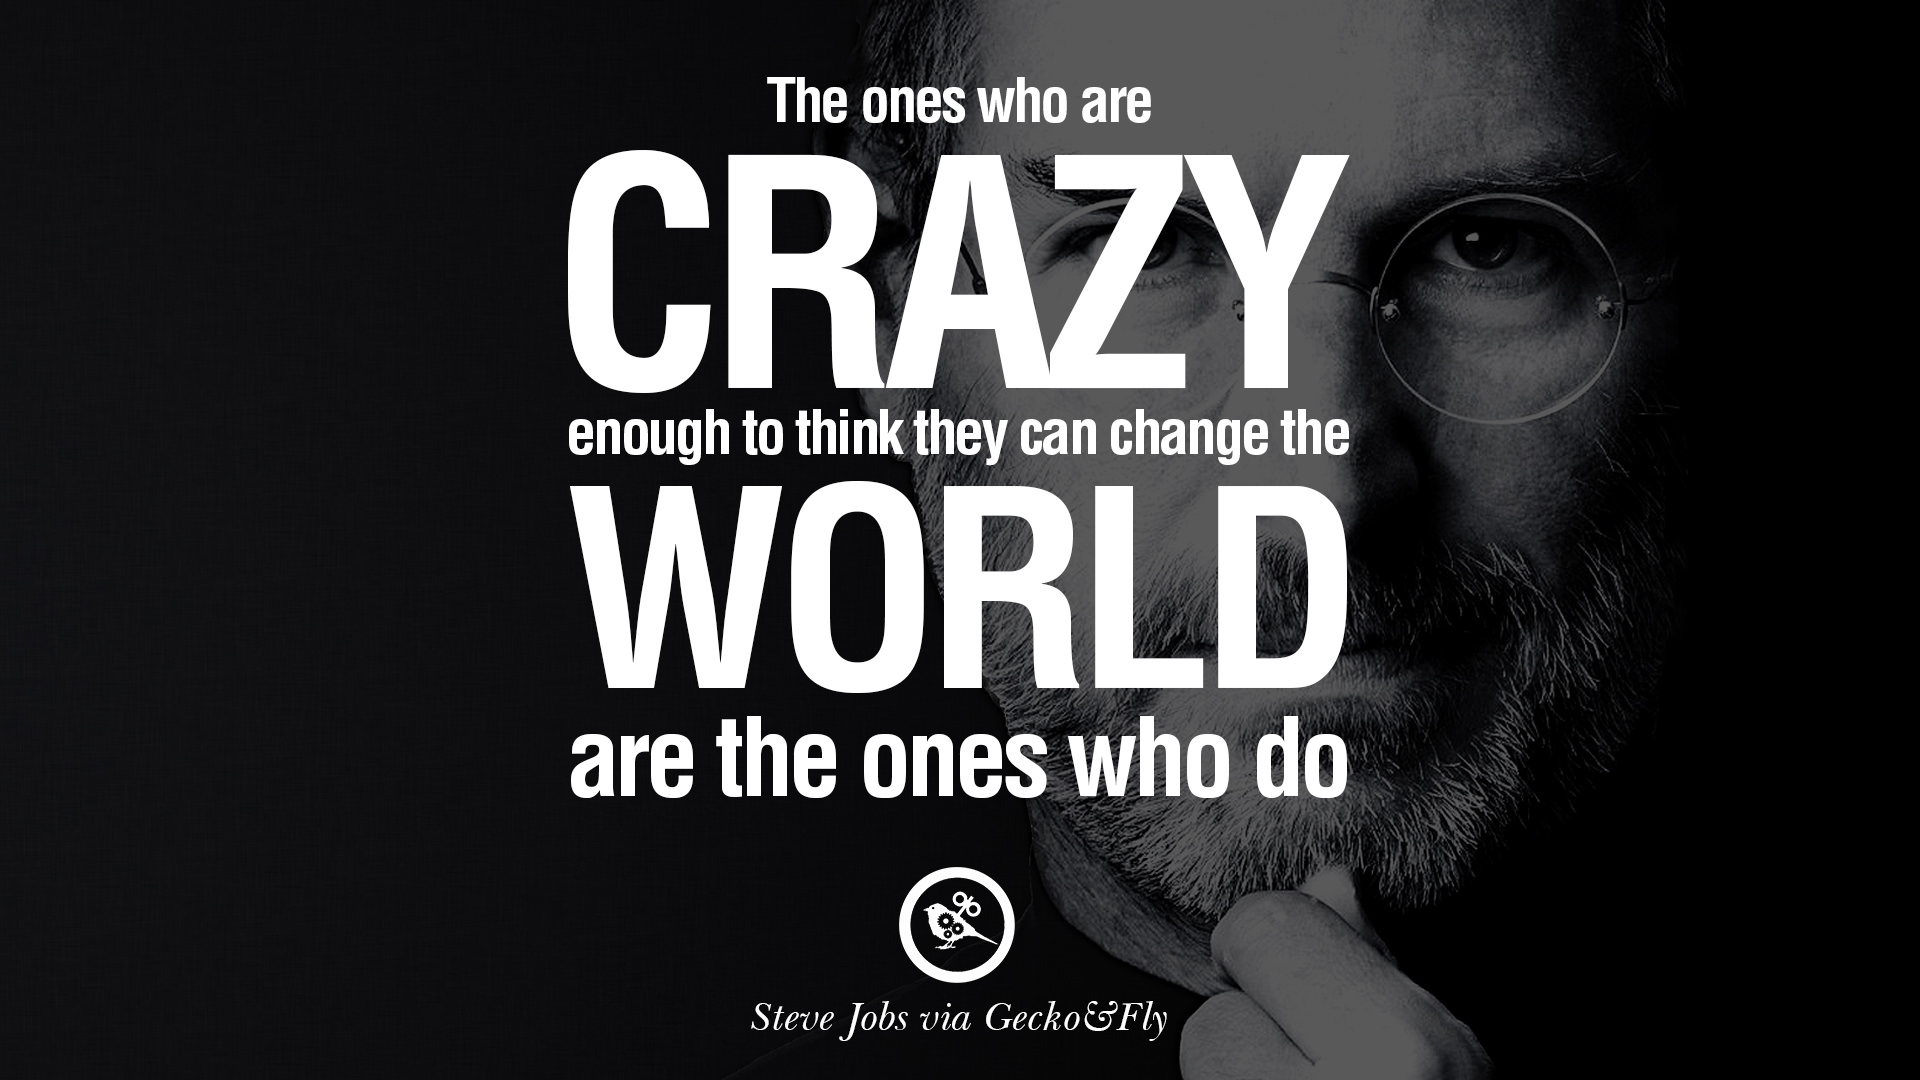 The ones who are
CRAZY
enough to think they can change the
WORLD
are the ones who do
Steve Jobs via Gecko&Fly